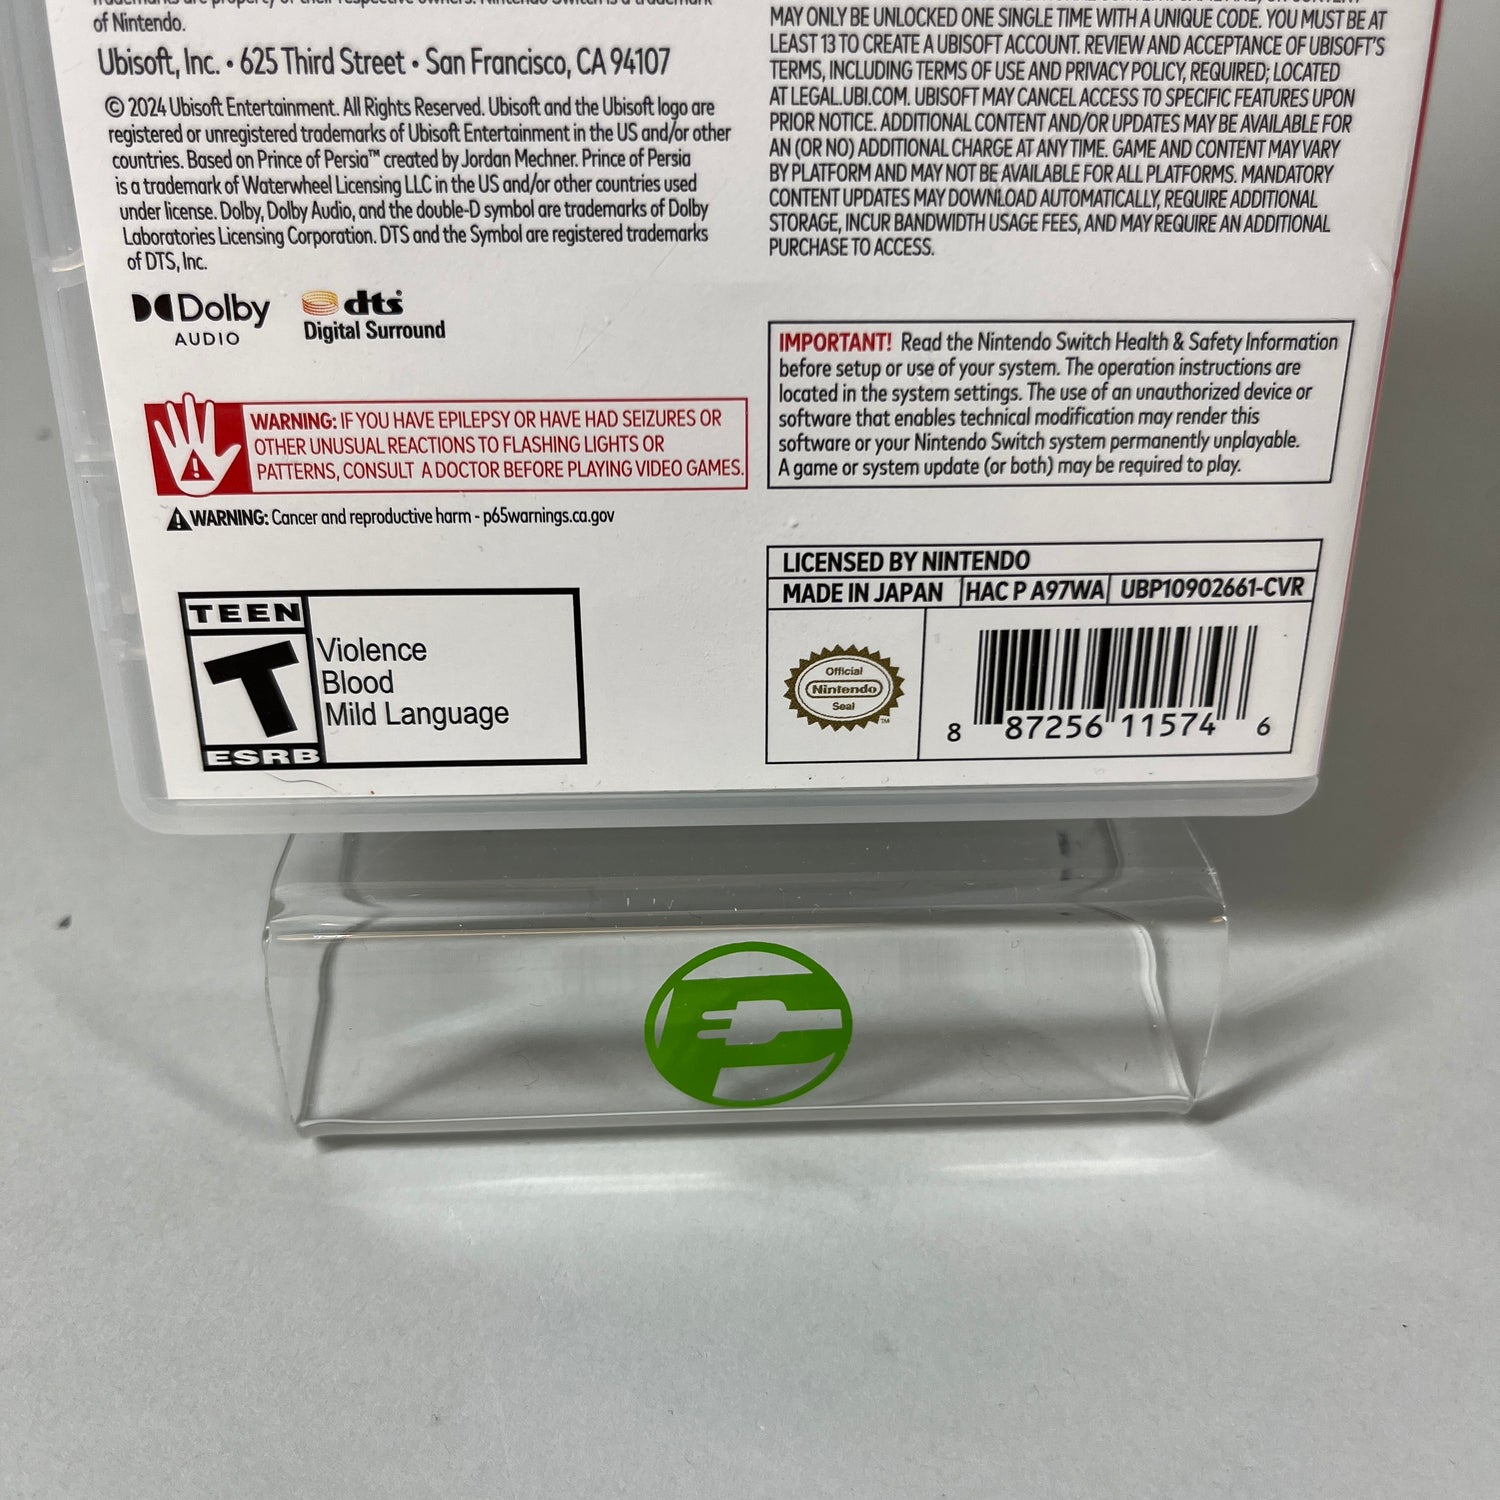 of Nintendo.
Ubisoft, Inc. • 625 Third Street • San Francisco, CA 94107
© 2024 Ubisoft Entertainment. All Rights Reserved. Ubisoft and the Ubisoft logo are
registered or unregistered trademarks of Ubisoft Entertainment in the US and/or other
countries. Based on Prince of Persia™ created by Jordan Mechner. Prince of Persia
is a trademark of Waterwheel Licensing LLC in the US and/or other countries used
under license. Dolby, Dolby Audio, and the double-D symbol are trademarks of Dolby
Laboratories Licensing Corporation. DTS and the Symbol are registered trademarks
of DTS, Inc.
Dolby
AUDIO
dts
Digital Surround
WARNING: IF YOU HAVE EPILEPSY OR HAVE HAD SEIZURES OR
OTHER UNUSUAL REACTIONS TO FLASHING LIGHTS OR
PATTERNS, CONSULT A DOCTOR BEFORE PLAYING VIDEO GAMES.
WARNING: Cancer and reproductive harm - p65warnings.ca.gov
TEEN
T
ESRB
Violence
Blood
Mild Language
MAY ONLY BE UNLOCKED ONE SINGLE TIME WITH A UNIQUE CODE. YOU MUST BE AT
LEAST 13 TO CREATE A UBISOFT ACCOUNT. REVIEW AND ACCEPTANCE OF UBISOFT'S
TERMS, INCLUDING TERMS OF USE AND PRIVACY POLICY, REQUIRED; LOCATED
AT LEGAL.UBI.COM. UBISOFT MAY CANCEL ACCESS TO SPECIFIC FEATURES UPON
PRIOR NOTICE. ADDITIONAL CONTENT AND/OR UPDATES MAY BE AVAILABLE FOR
AN (OR NO) ADDITIONAL CHARGE AT ANY TIME. GAME AND CONTENT MAY VARY
BY PLATFORM AND MAY NOT BE AVAILABLE FOR ALL PLATFORMS. MANDATORY
CONTENT UPDATES MAY DOWNLOAD AUTOMATICALLY, REQUIRE ADDITIONAL
STORAGE, INCUR BANDWIDTH USAGE FEES, AND MAY REQUIRE AN ADDITIONAL
PURCHASE TO ACCESS.
IMPORTANT! Read the Nintendo Switch Health & Safety Information
before setup or use of your system. The operation instructions are
located in the system settings. The use of an unauthorized device or
software that enables technical modification may render this
software or your Nintendo Switch system permanently unplayable.
A game or system update (or both) may be required to play.
LICENSED BY NINTENDO
MADE IN JAPAN HAC P A97WA UBP10902661-CVR
Official
Nintendo
Seal
™
8 87256 11574 6